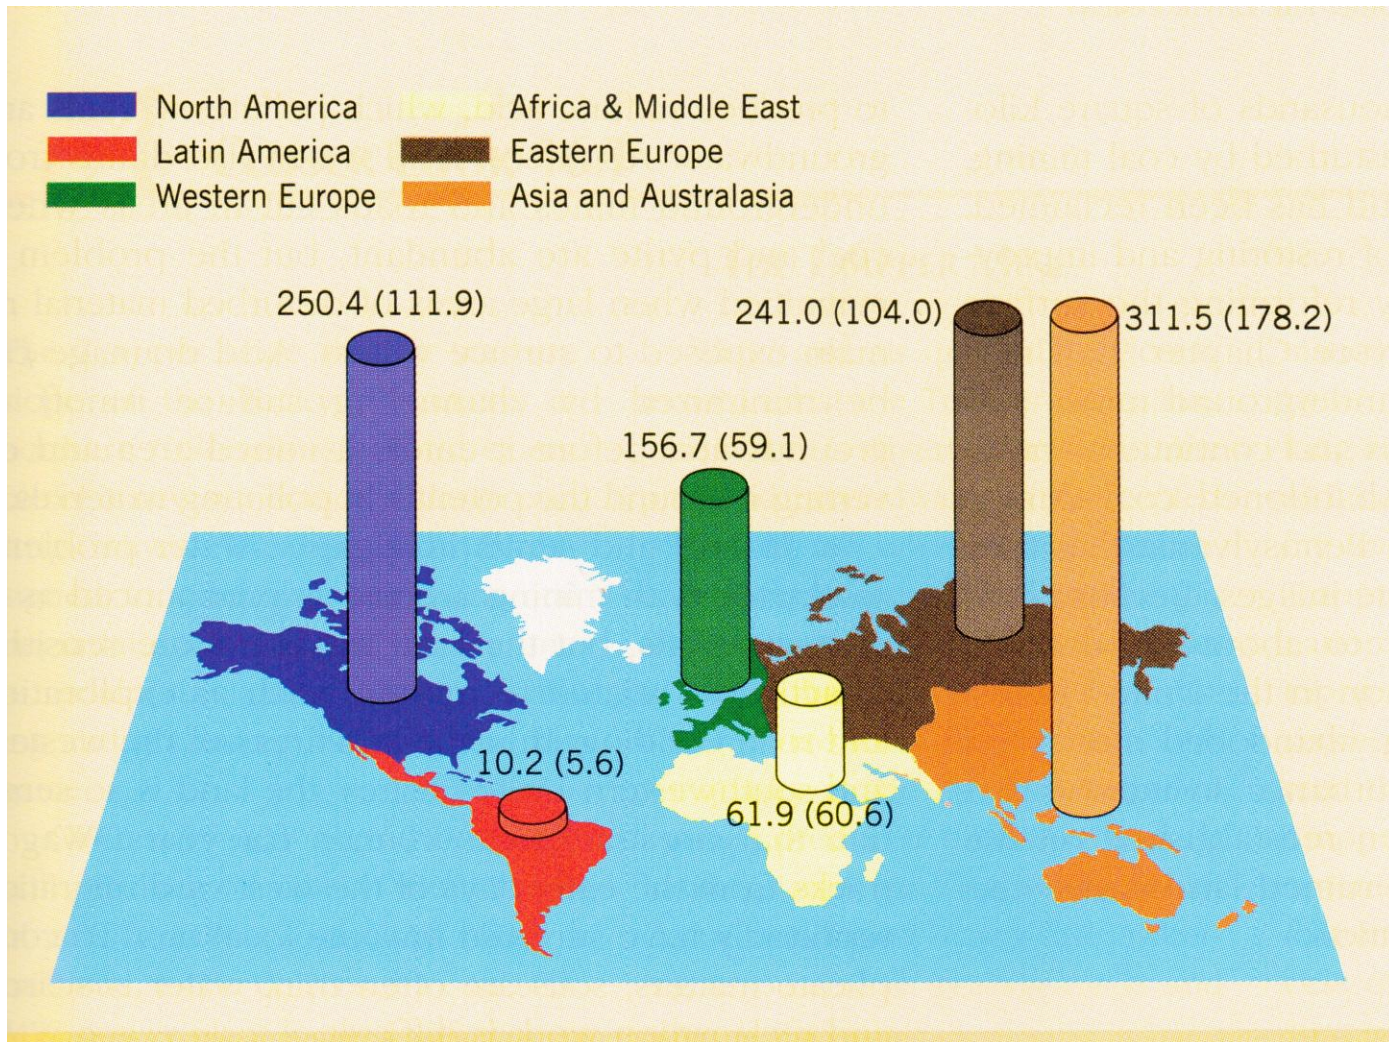 North America
Latin America
Western Europe
Africa & Middle East
Eastern Europe
Asia and Australasia
250.4 (111.9)
241.0 (104.0)
311.5 (178.2)
156.7 (59.1)
10.2 (5.6)
61.9 (60.6)